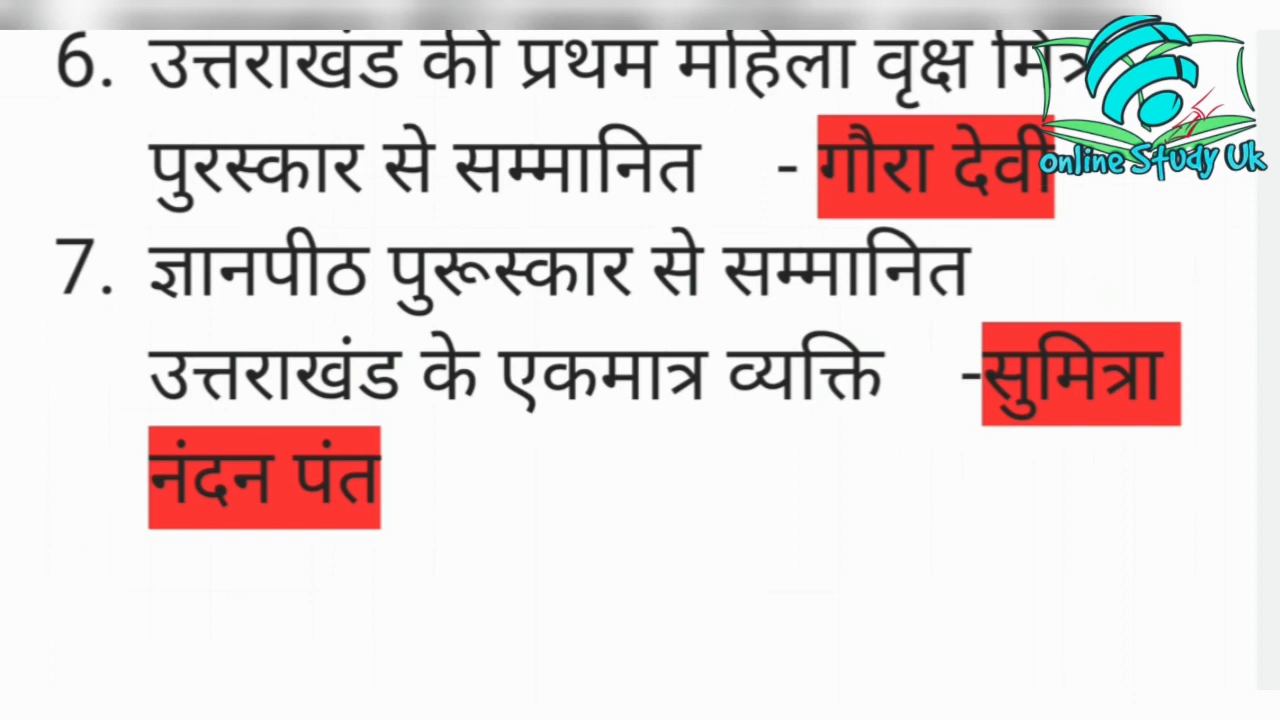 6. उत्तराखंड की प्रथम महिला वृक्ष मित्र
पुरस्कार से सम्मानित - गौरा देवी
7. ज्ञानपीठ पुरूस्कार से सम्मानित
उत्तराखंड के एकमात्र व्यक्ति -सुमित्रा
नंदन पंत
online Study Uk